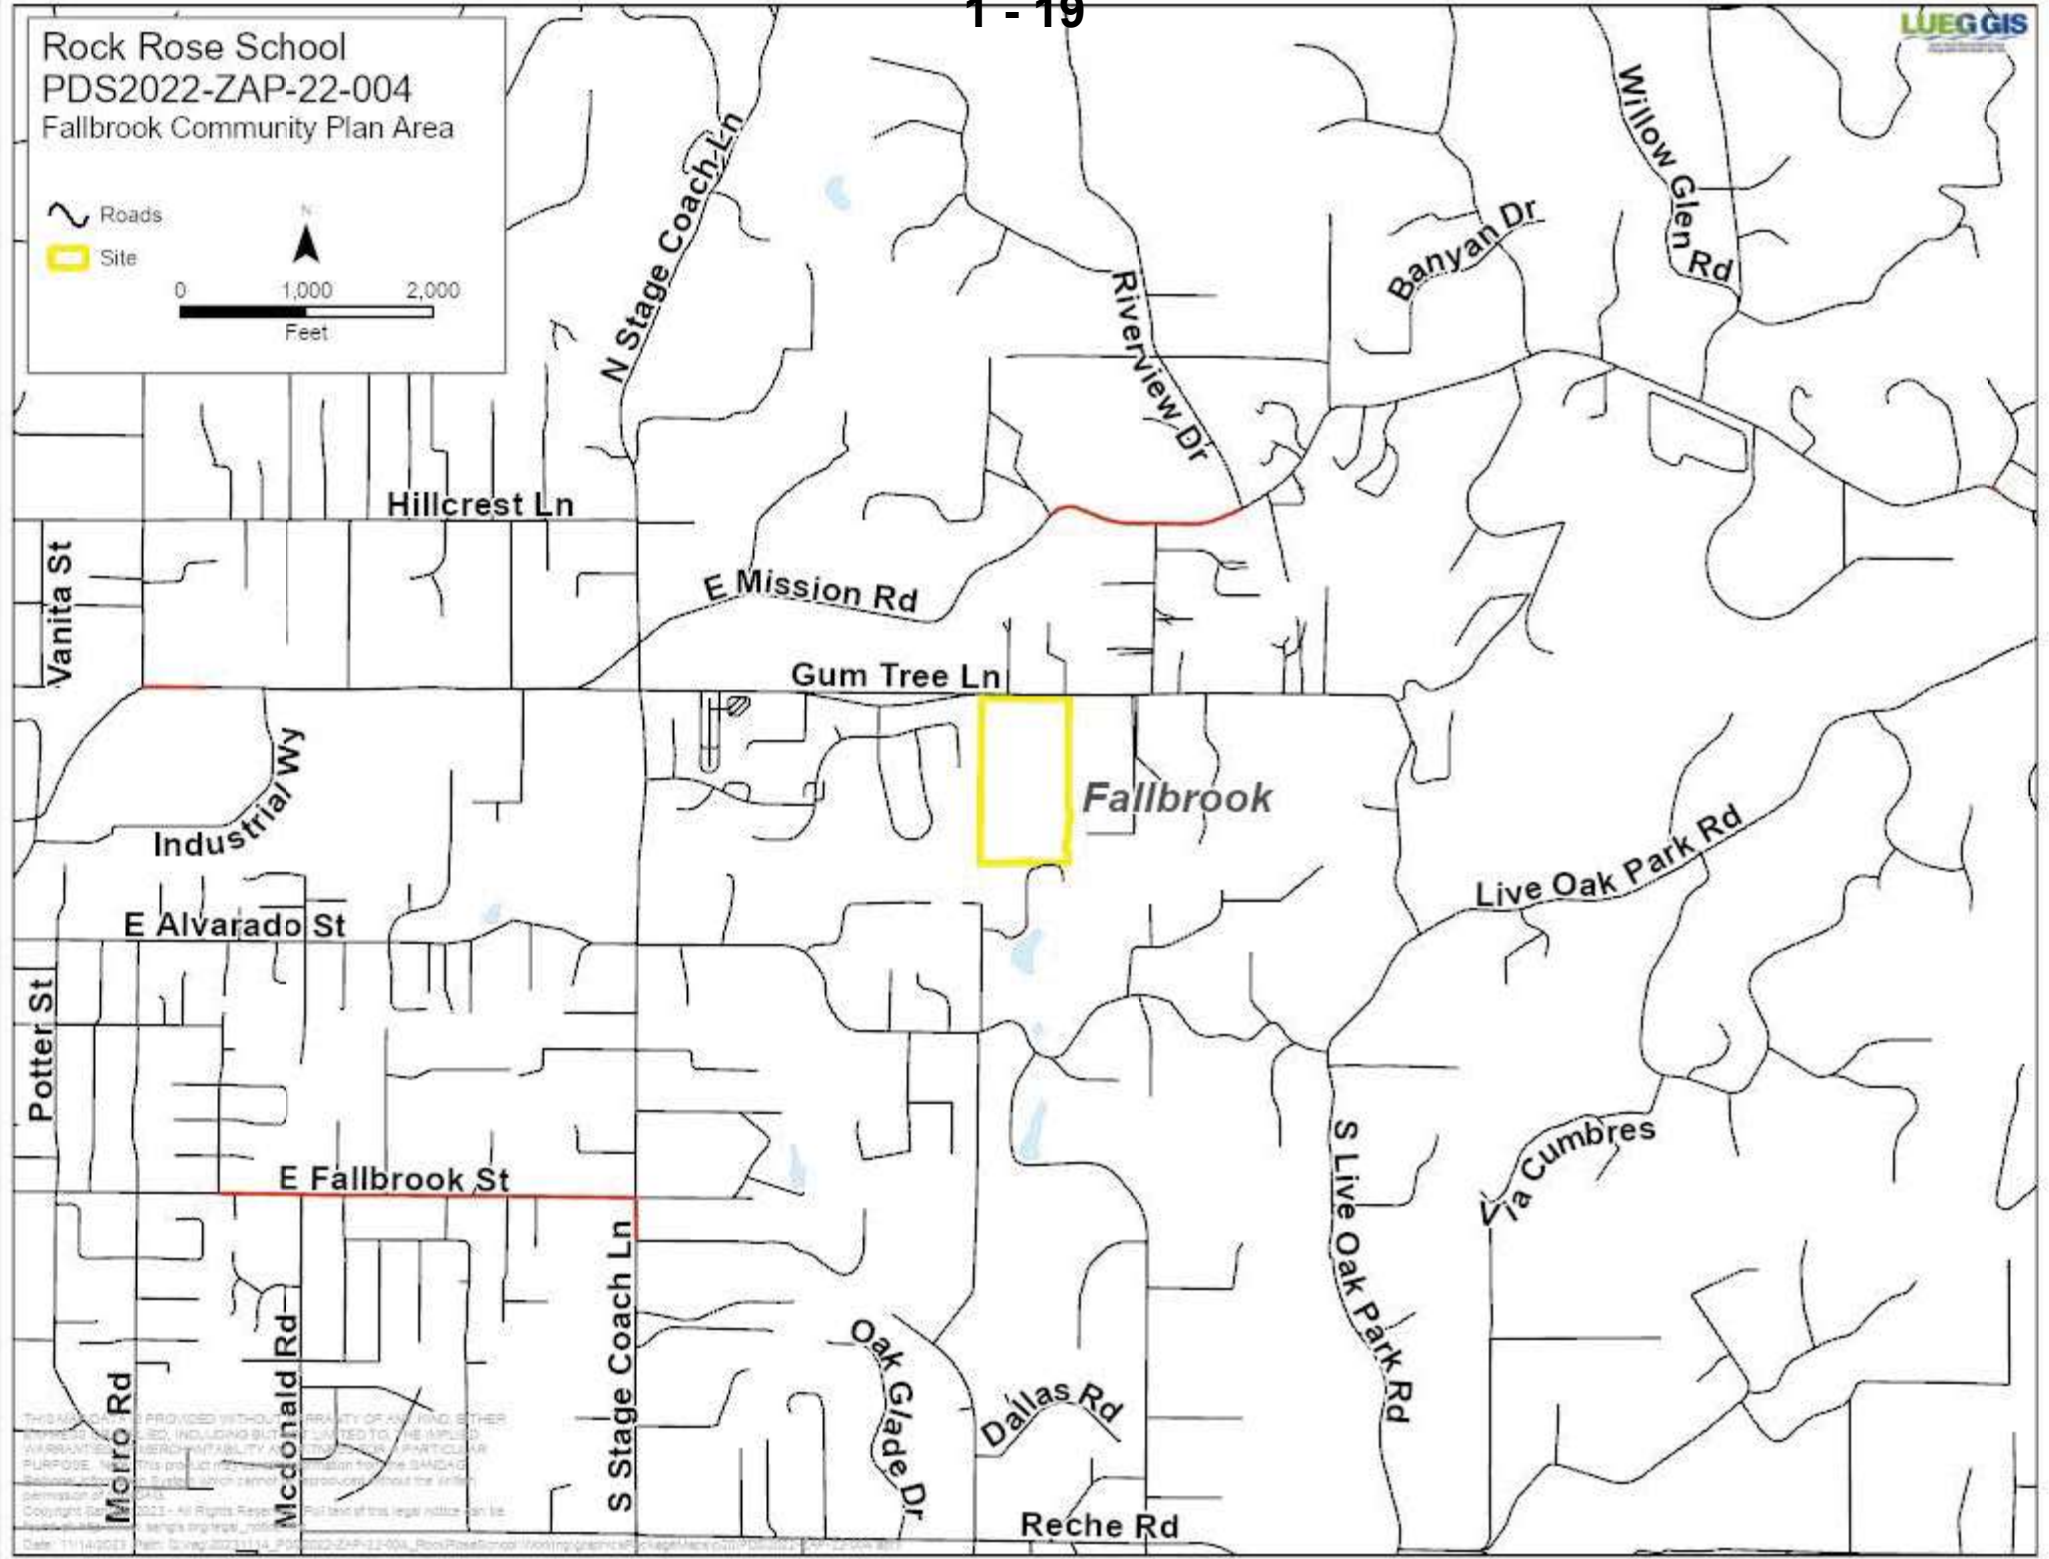 1 - 19
LUEG GIS
Rock Rose School
PDS2022-ZAP-22-004
Fallbrook Community Plan Area
Roads
N
Site
0 1,000 2,000
Feet
N Stage Coach Ln
Willow Glen Rd
Banyan Dr
Riverview Dr
Hillcrest Ln
Vanita St
E Mission Rd
Gum Tree Ln
Industrial Wy
Fallbrook
Live Oak Park Rd
E Alvarado St
Potter St
E Fallbrook St
S Live Oak Park Rd
Via Cumbres
S Stage Coach Ln
Mcdonald Rd
Morro Rd
Oak Glade Dr
Dallas Rd
Reche Rd